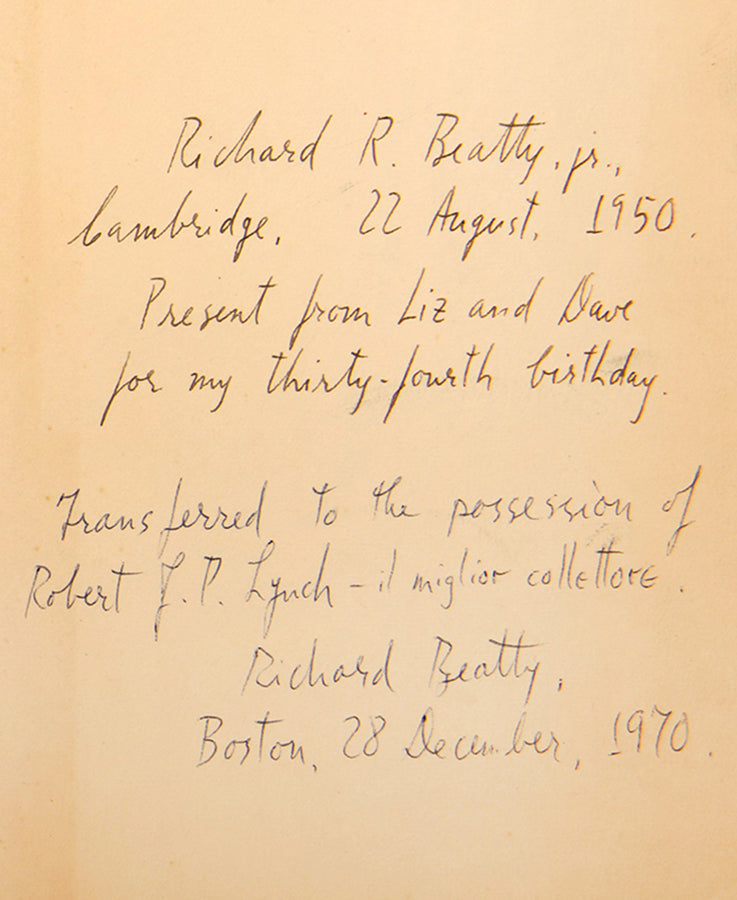 Richard R. Beatty, jr.,
Cambridge, 22 August, 1950.
Present from Liz and Dave
for my thirty-fourth birthday.
Transferred to the possession of
Robert J. P. Lynch – il miglior collettore.
Richard Beatty,
Boston, 28 December, 1970.